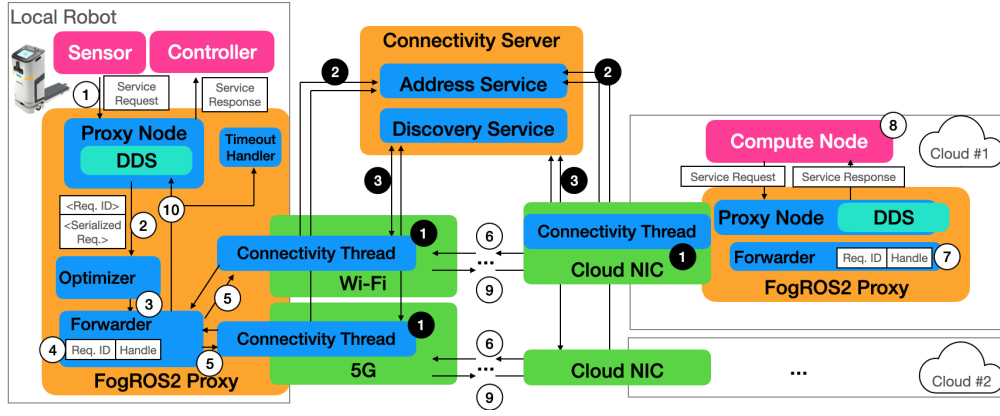 Local Robot
Sensor
Controller
1
Service
Request
Service
Response
Proxy Node
DDS
Timeout
Handler
<Req. ID>
<Serialized
Req.>
2
10
Optimizer
3
Forwarder
4
Req. ID
Handle
5
5
FogROS2 Proxy
Connectivity Server
Address Service
Discovery Service
2
2
3
3
Connectivity Thread
1
Wi-Fi
Connectivity Thread
1
5G
6
...
9
6
...
9
Connectivity Thread
1
Cloud NIC
Cloud NIC
Compute Node
8
Cloud #1
Service Request
Service Response
Proxy Node
DDS
Forwarder
Req. ID
Handle
7
FogROS2 Proxy
...
Cloud #2